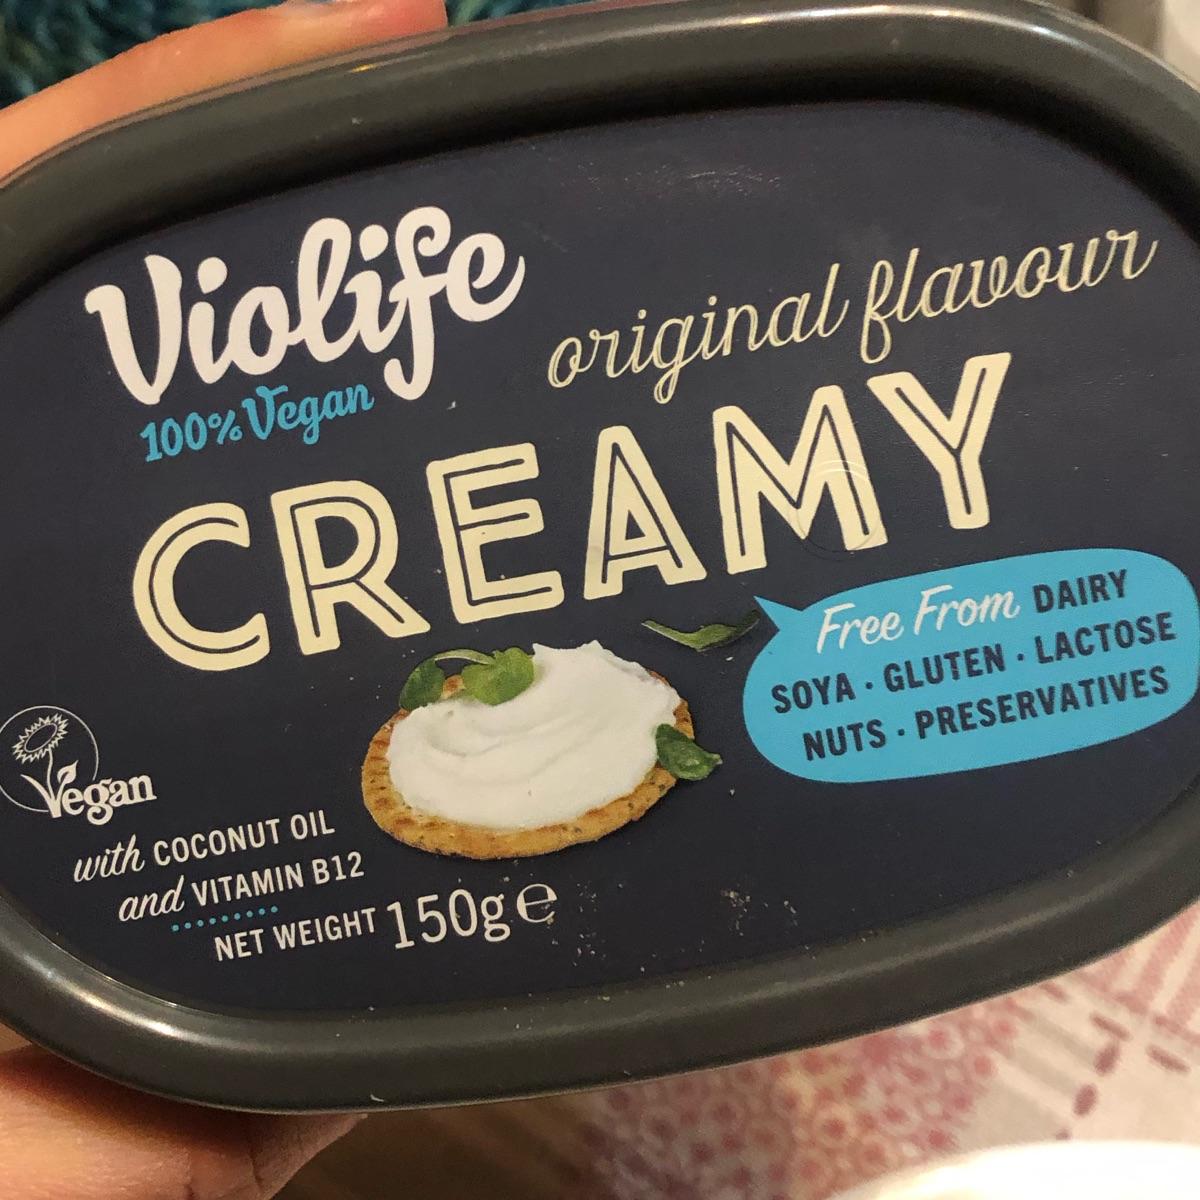 Violife
100% Vegan
original flavour
CREAMY
Free From DAIRY
SOYA · GLUTEN · LACTOSE
NUTS · PRESERVATIVES
Vegan
with COCONUT OIL
and VITAMIN B12
NET WEIGHT 150g ℮